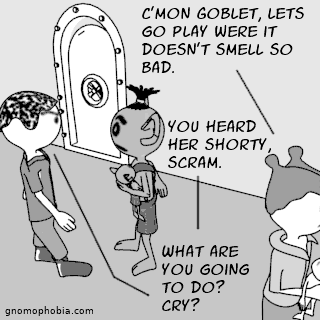 C'MON GOBLET, LETS
GO PLAY WERE IT
DOESN'T SMELL SO
BAD.
YOU HEARD
HER SHORTY,
SCRAM.
WHAT ARE
YOU GOING
TO DO?
CRY?
gnomophobia.com